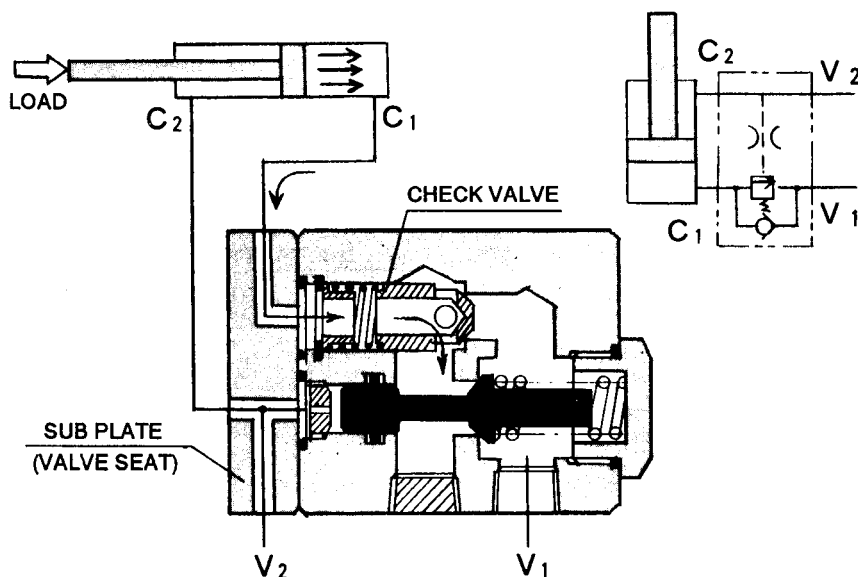 LOAD
C2
C1
CHECK VALVE
SUB PLATE
(VALVE SEAT)
V2
V1
C2
V2
C1
V1